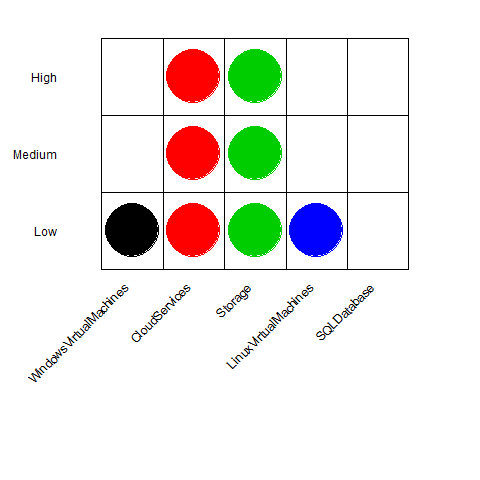 High
Medium
Low
WindowsVirtualMachines
CloudServices
Storage
LinuxVirtualMachines
SQLDatabase